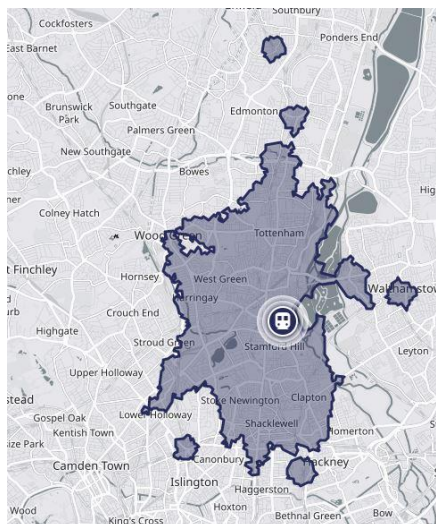 Southbury
Cockfosters
Ponders End
East Barnet
Brunswick
Park
Southgate
Edmonton
Palmers Green
New Southgate
Bowes
Colney Hatch
Tottenham
t Finchley
Hornsey
West Green
Harringay
Crouch End
Highgate
Stroud Green
Stamford Hill
Leyton
Upper Holloway
stead
Stoke Newington
Clapton
Gospel Oak
Lower Holloway
Shacklewell
Kentish Town
Homerton
size Park
Canonbury
Hackney
Camden Town
Islington
Haggerston
Hoxton
Wood
King's Cross
Bethnal Green
Bow